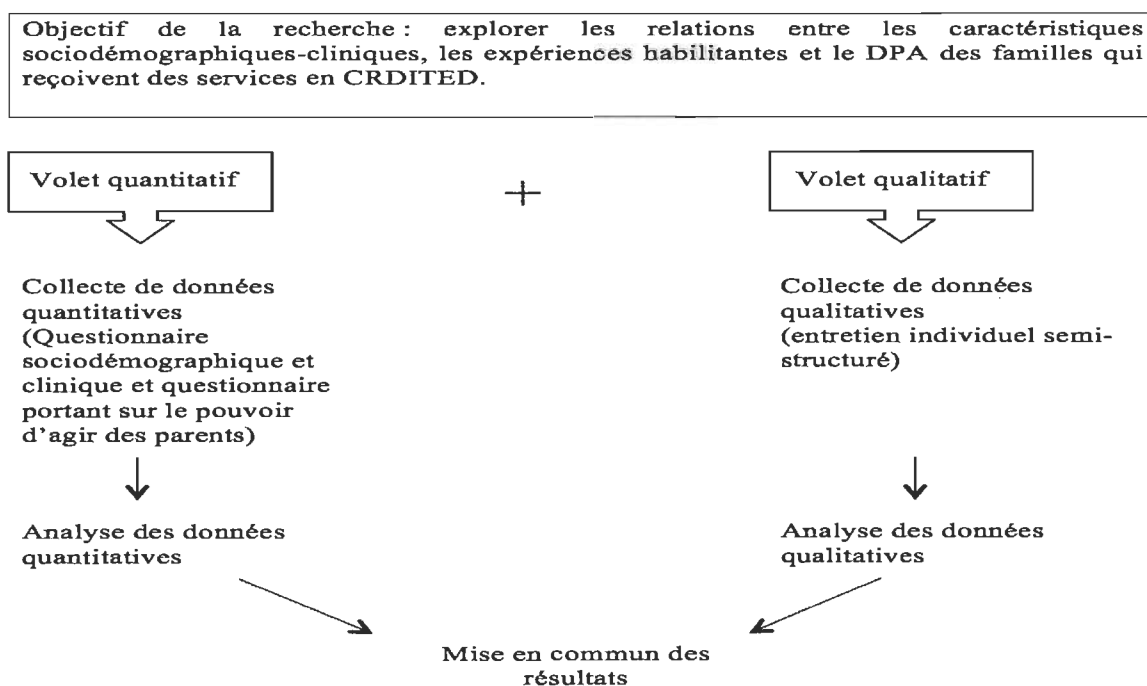 Objectif de la recherche : explorer les relations entre les caractéristiques
sociodémographiques-cliniques, les expériences habilitantes et le DPA des familles qui
reçoivent des services en CRDITED.
Volet quantitatif
+
Volet qualitatif
Collecte de données
quantitatives
(Questionnaire
sociodémographique et
clinique et questionnaire
portant sur le pouvoir
d'agir des parents)
Collecte de données
qualitatives
(entretien individuel semi-
structuré)
Analyse des données
quantitatives
Analyse des données
qualitatives
Mise en commun des
résultats